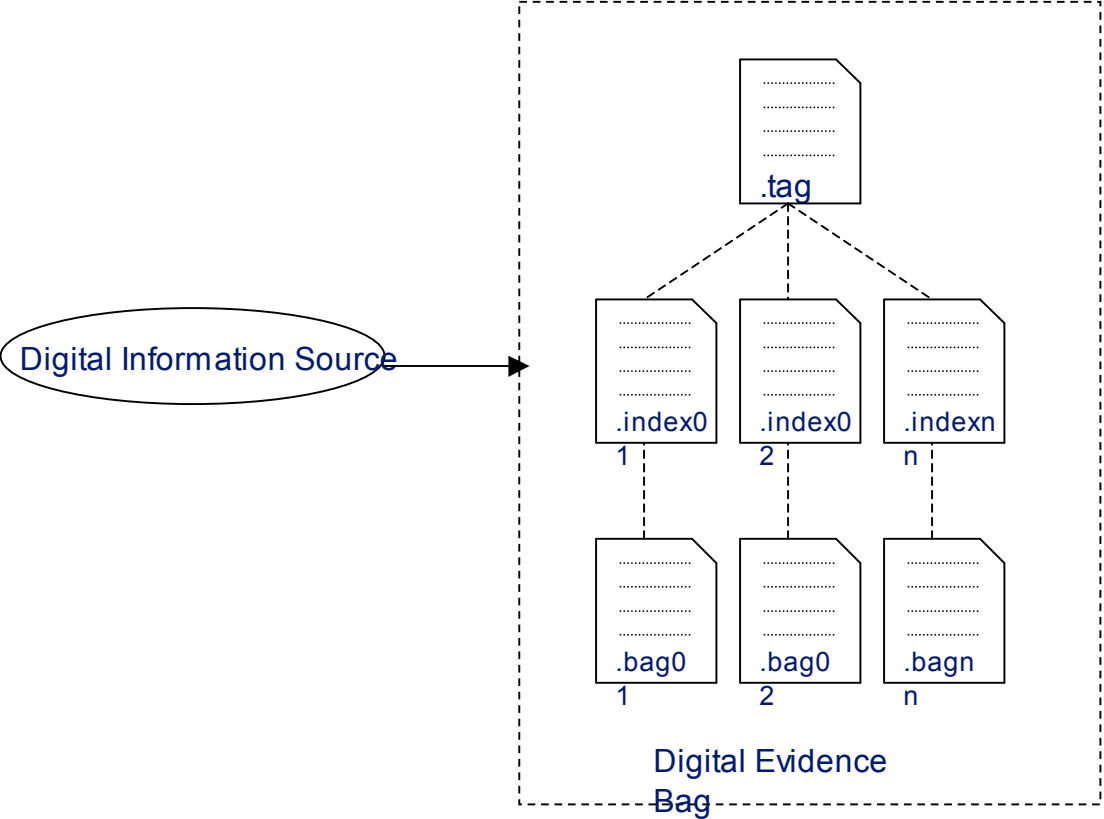 .tag
Digital Information Source
.index0 .index0 .indexn
1 2 n
.bag0 .bag0 .bagn
1 2 n
Digital Evidence
Bag